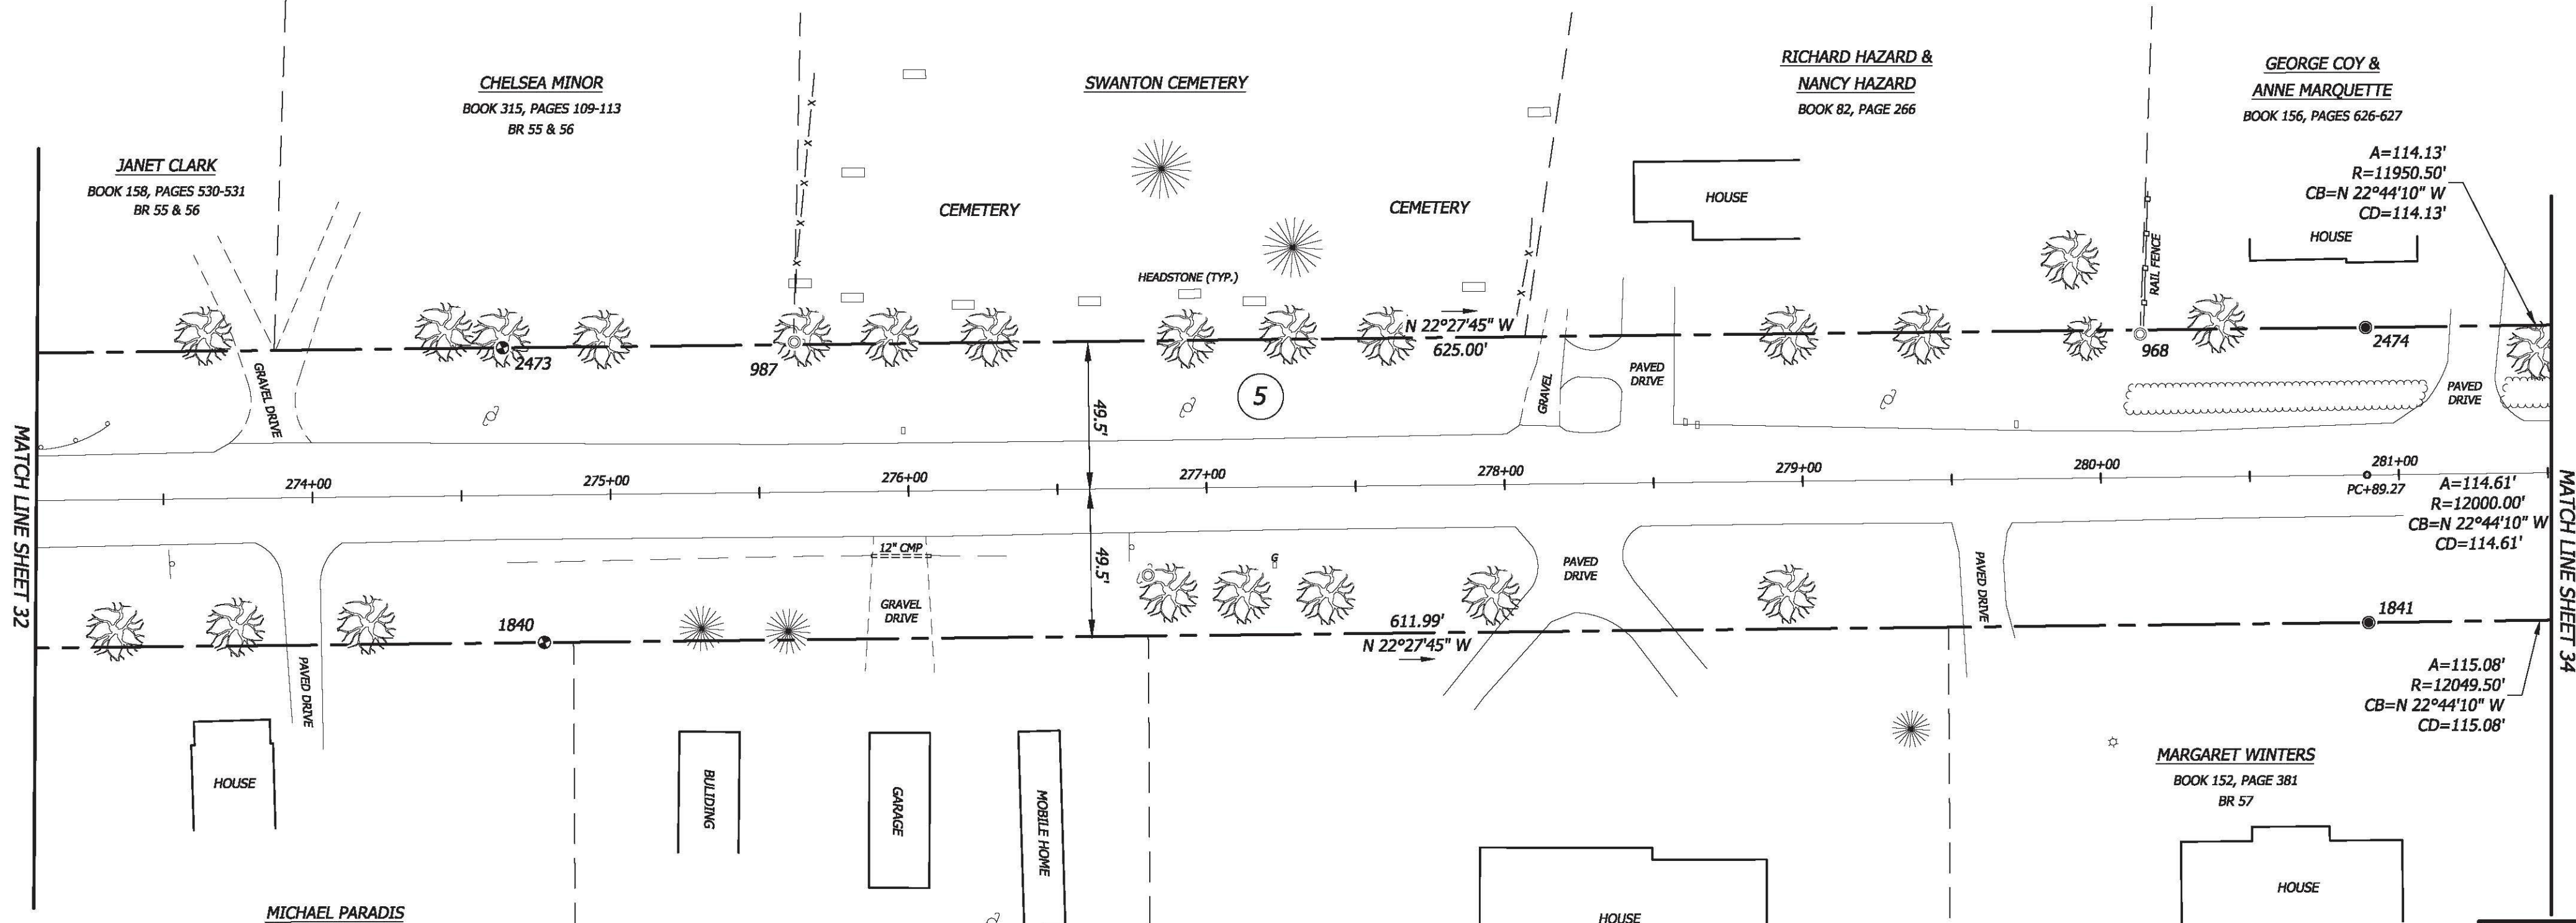 RICHARD HAZARD &
NANCY HAZARD
BOOK 82, PAGE 266
GEORGE COY &
ANNE MARQUETTE
BOOK 156, PAGES 626-627
CHELSEA MINOR
BOOK 315, PAGES 109-113
BR 55 & 56
SWANTON CEMETERY
JANET CLARK
BOOK 158, PAGES 530-531
BR 55 & 56
A=114.13'
R=11950.50'
CB=N 22°44'10" W
CD=114.13'
HOUSE
HOUSE
CEMETERY
CEMETERY
HEADSTONE (TYP.)
RAIL FENCE
N 22°27'45" W
625.00'
2473
987
968
2474
GRAVEL DRIVE
5
49.5'
GRAVEL
PAVED
DRIVE
PAVED
DRIVE
MATCH LINE SHEET 32
274+00
275+00
276+00
277+00
278+00
279+00
280+00
281+00
PC+89.27
A=114.61'
R=12000.00'
CB=N 22°44'10" W
CD=114.61'
MATCH LINE SHEET 34
12" CMP
49.5'
G
PAVED
DRIVE
PAVED DRIVE
GRAVEL
DRIVE
1840
611.99'
N 22°27'45" W
1841
PAVED DRIVE
A=115.08'
R=12049.50'
CB=N 22°44'10" W
CD=115.08'
HOUSE
BULIDING
GARAGE
MOBILE HOME
MARGARET WINTERS
BOOK 152, PAGE 381
BR 57
HOUSE
HOUSE
MICHAEL PARADIS